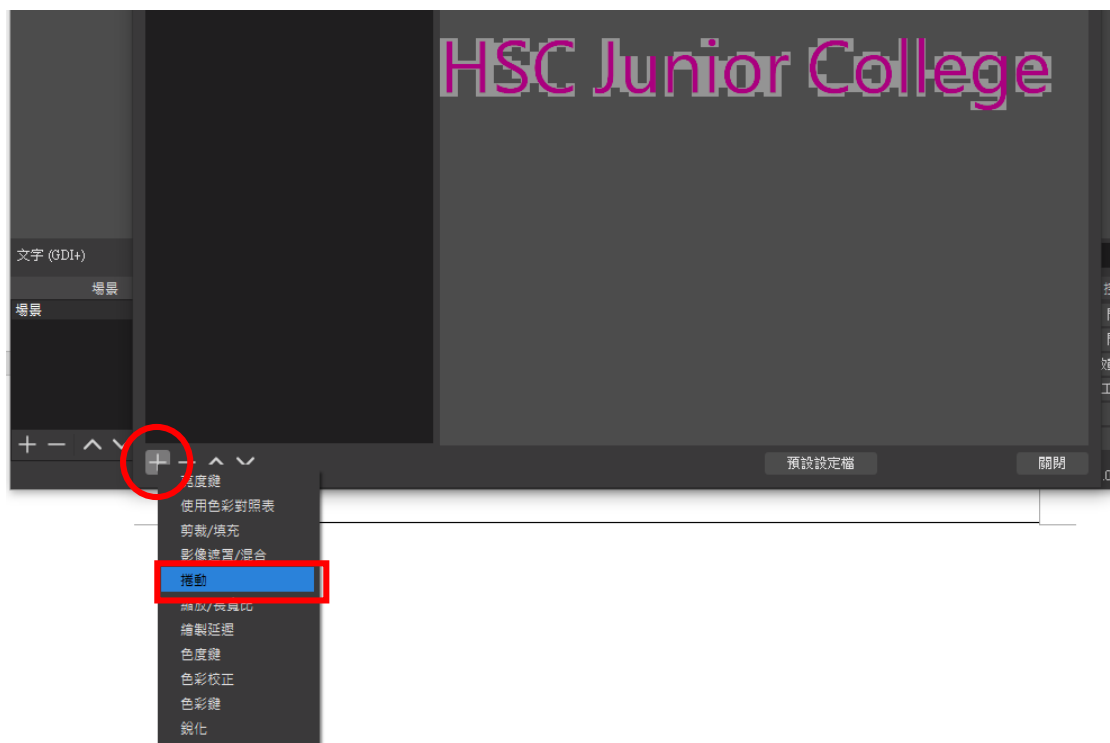 HSC Junior College
文字 (GDI+)
場景
場景
預設設定檔
關閉
亮度鍵
使用色彩對照表
剪裁/填充
影像遮罩/混合
捲動
縮放/長寬比
繪製延遲
色度鍵
色彩校正
色彩鍵
銳化